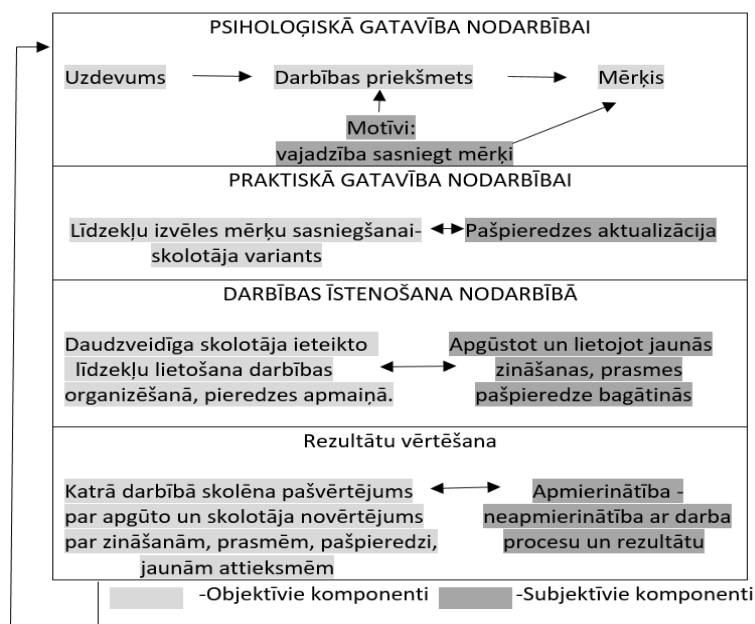 PSIHOLOĢISKĀ GATAVĪBA NODARBĪBAI
Uzdevums
Darbības priekšmets
Mērķis
Motīvi:
vajadzība sasniegt mērķi
PRAKTISKĀ GATAVĪBA NODARBĪBAI
Līdzekļu izvēles mērķu sasniegšanai-
skolotāja variants
Pašpieredzes aktualizācija
DARBĪBAS ĪSTENOŠANA NODARBĪBĀ
Daudzveidīga skolotāja ieteikto
līdzekļu lietošana darbības
organizēšanā, pieredzes apmaiņā.
Apgūstot un lietojot jaunās
zināšanas, prasmes
pašpieredze bagātinās
Rezultātu vērtēšana
Katrā darbībā skolēna pašvērtējums
par apgūto un skolotāja novērtējums
par zināšanām, prasmēm, pašpieredzi,
jaunām attieksmēm
Apmierinātība -
neapmierinātība ar darba
procesu un rezultātu
-Objektīvie komponenti
-Subjektīvie komponenti